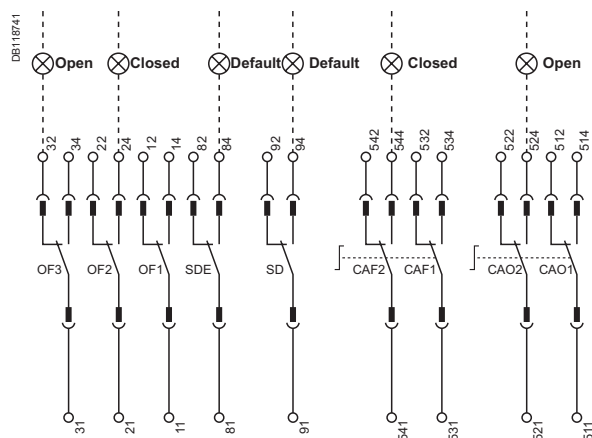 DB118741
Open Closed Default Default Closed Open
32 34 22 24 12 14 82 84 92 94 542 544 532 534 522 524 512 514
OF3 OF2 OF1 SDE SD CAF2 CAF1 CAO2 CAO1
31 21 11 81 91 541 531 521 511